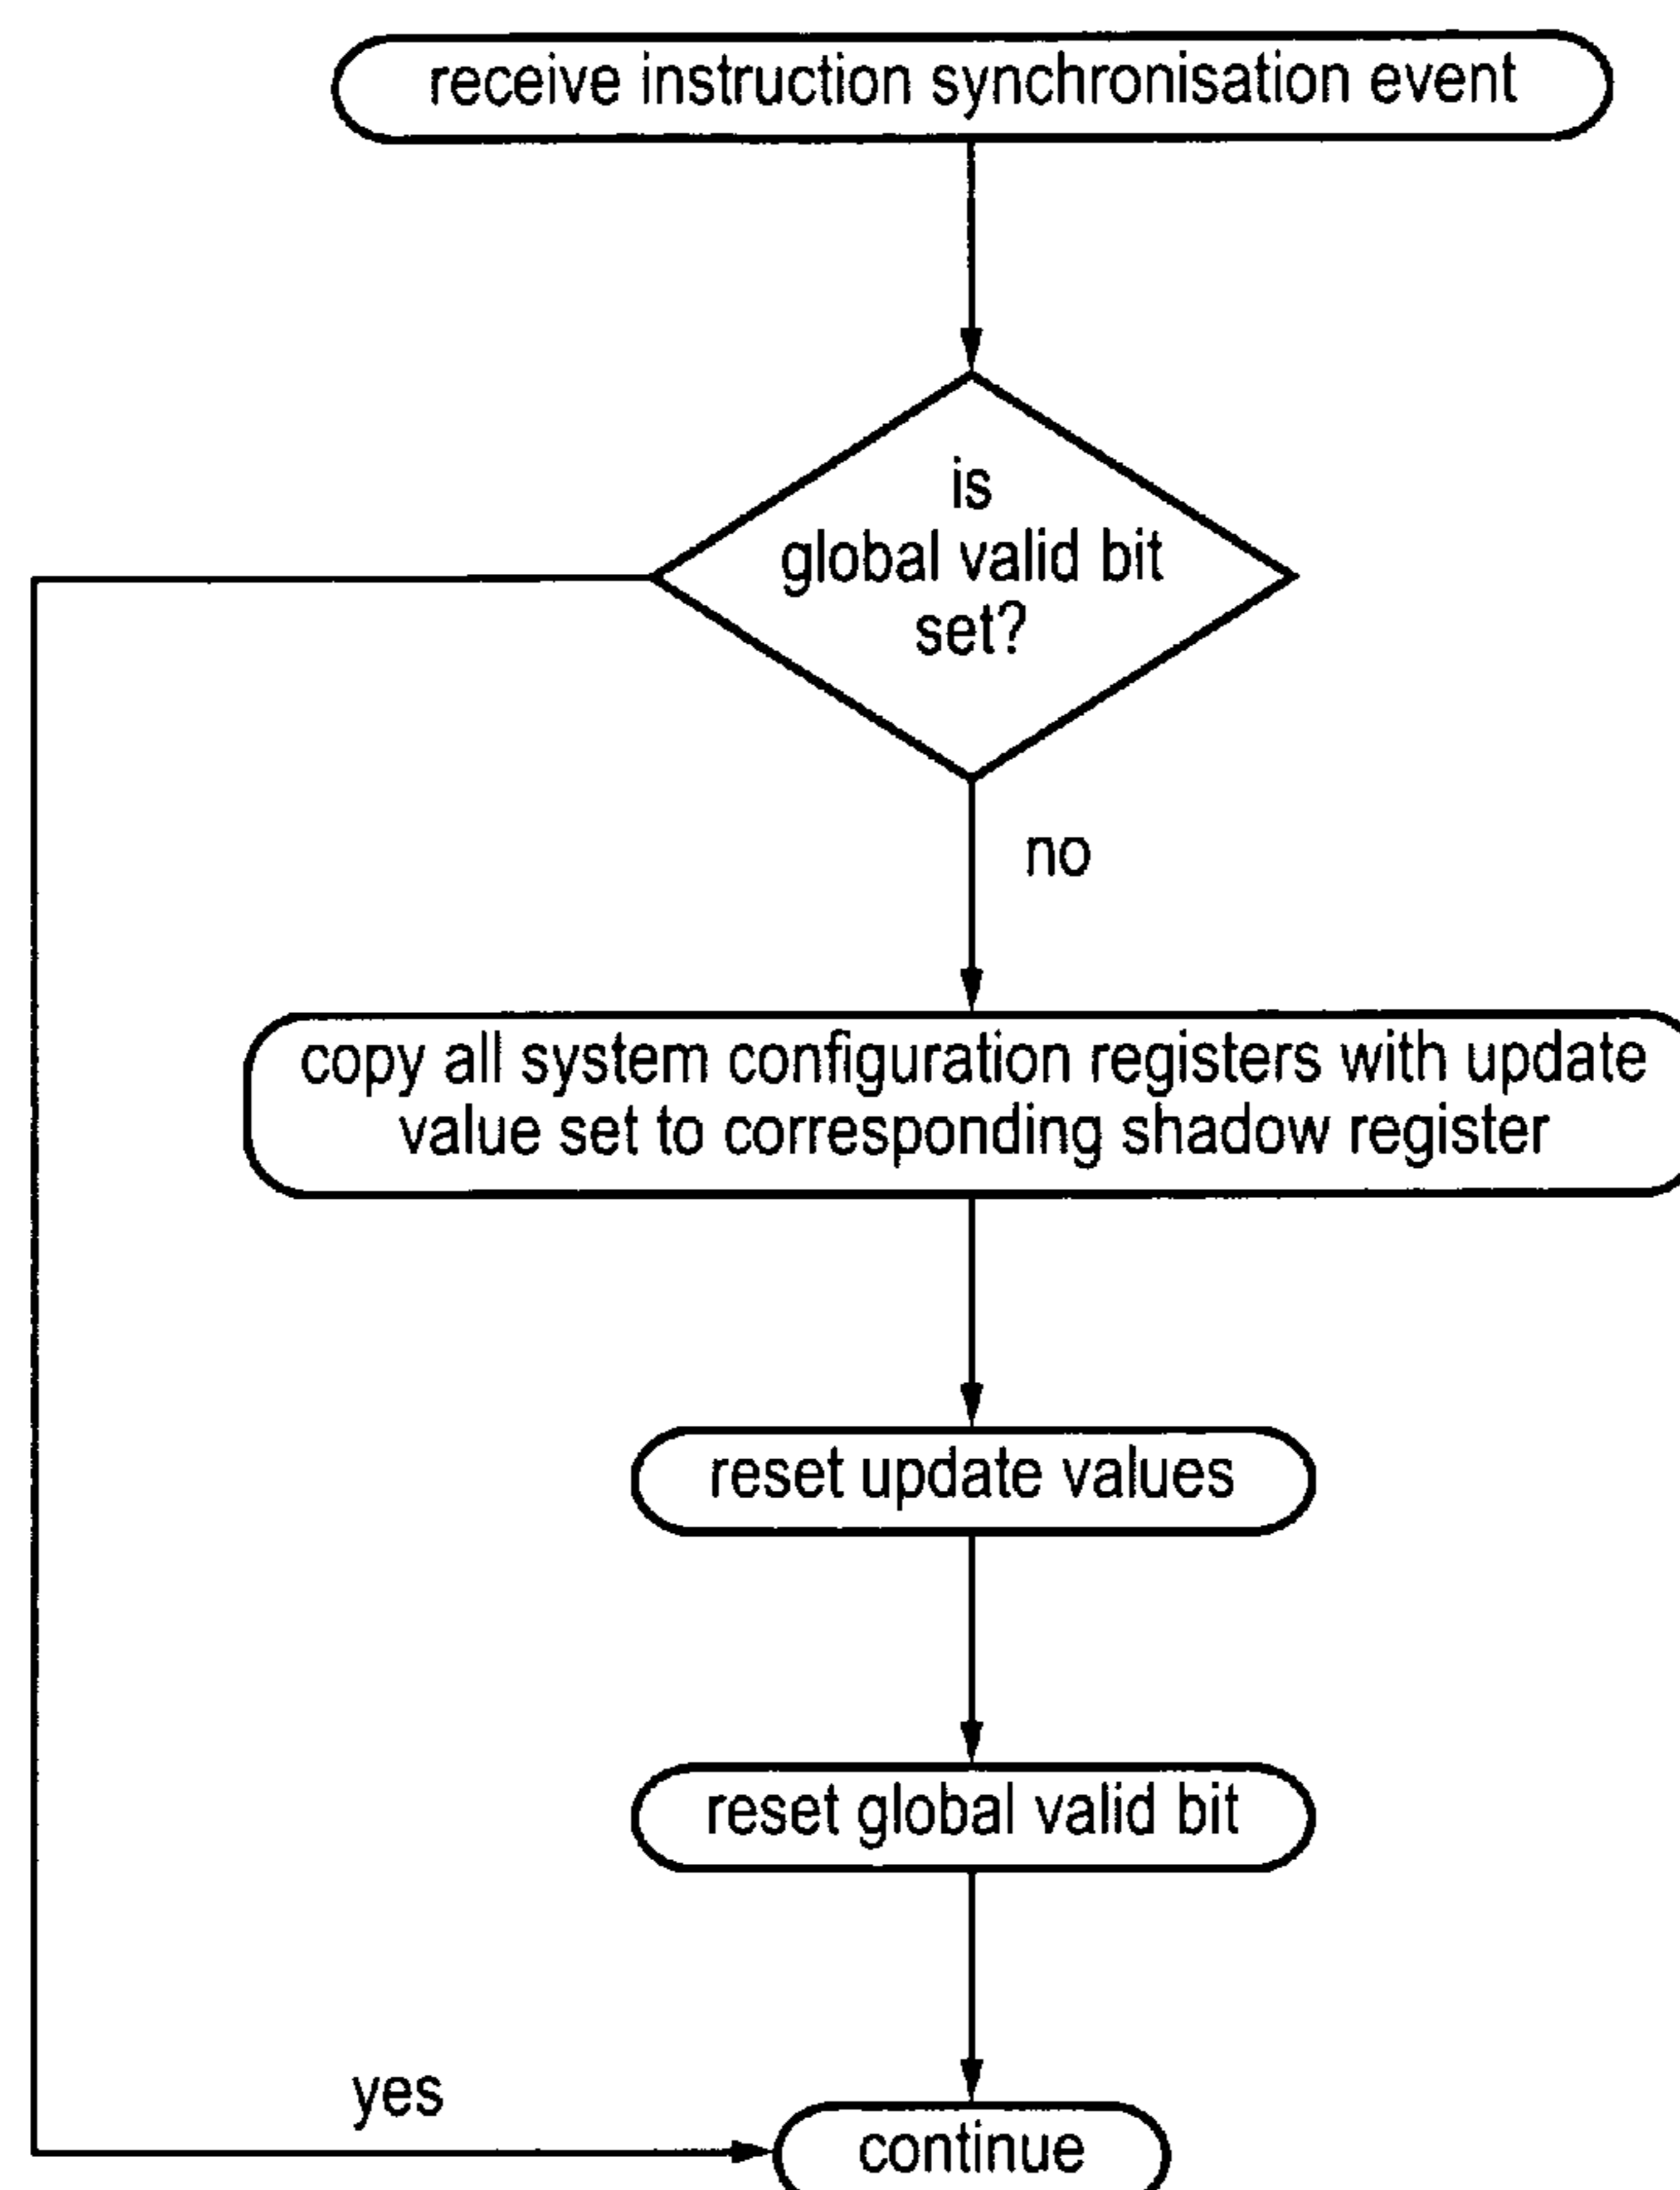 receive instruction synchronisation event
is
global valid bit
set?
no
copy all system configuration registers with update
value set to corresponding shadow register
reset update values
reset global valid bit
yes
continue